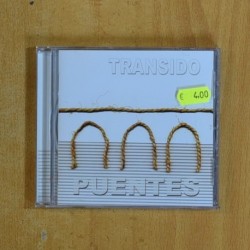 TRANSIDO
€ 4.00
PUENTES